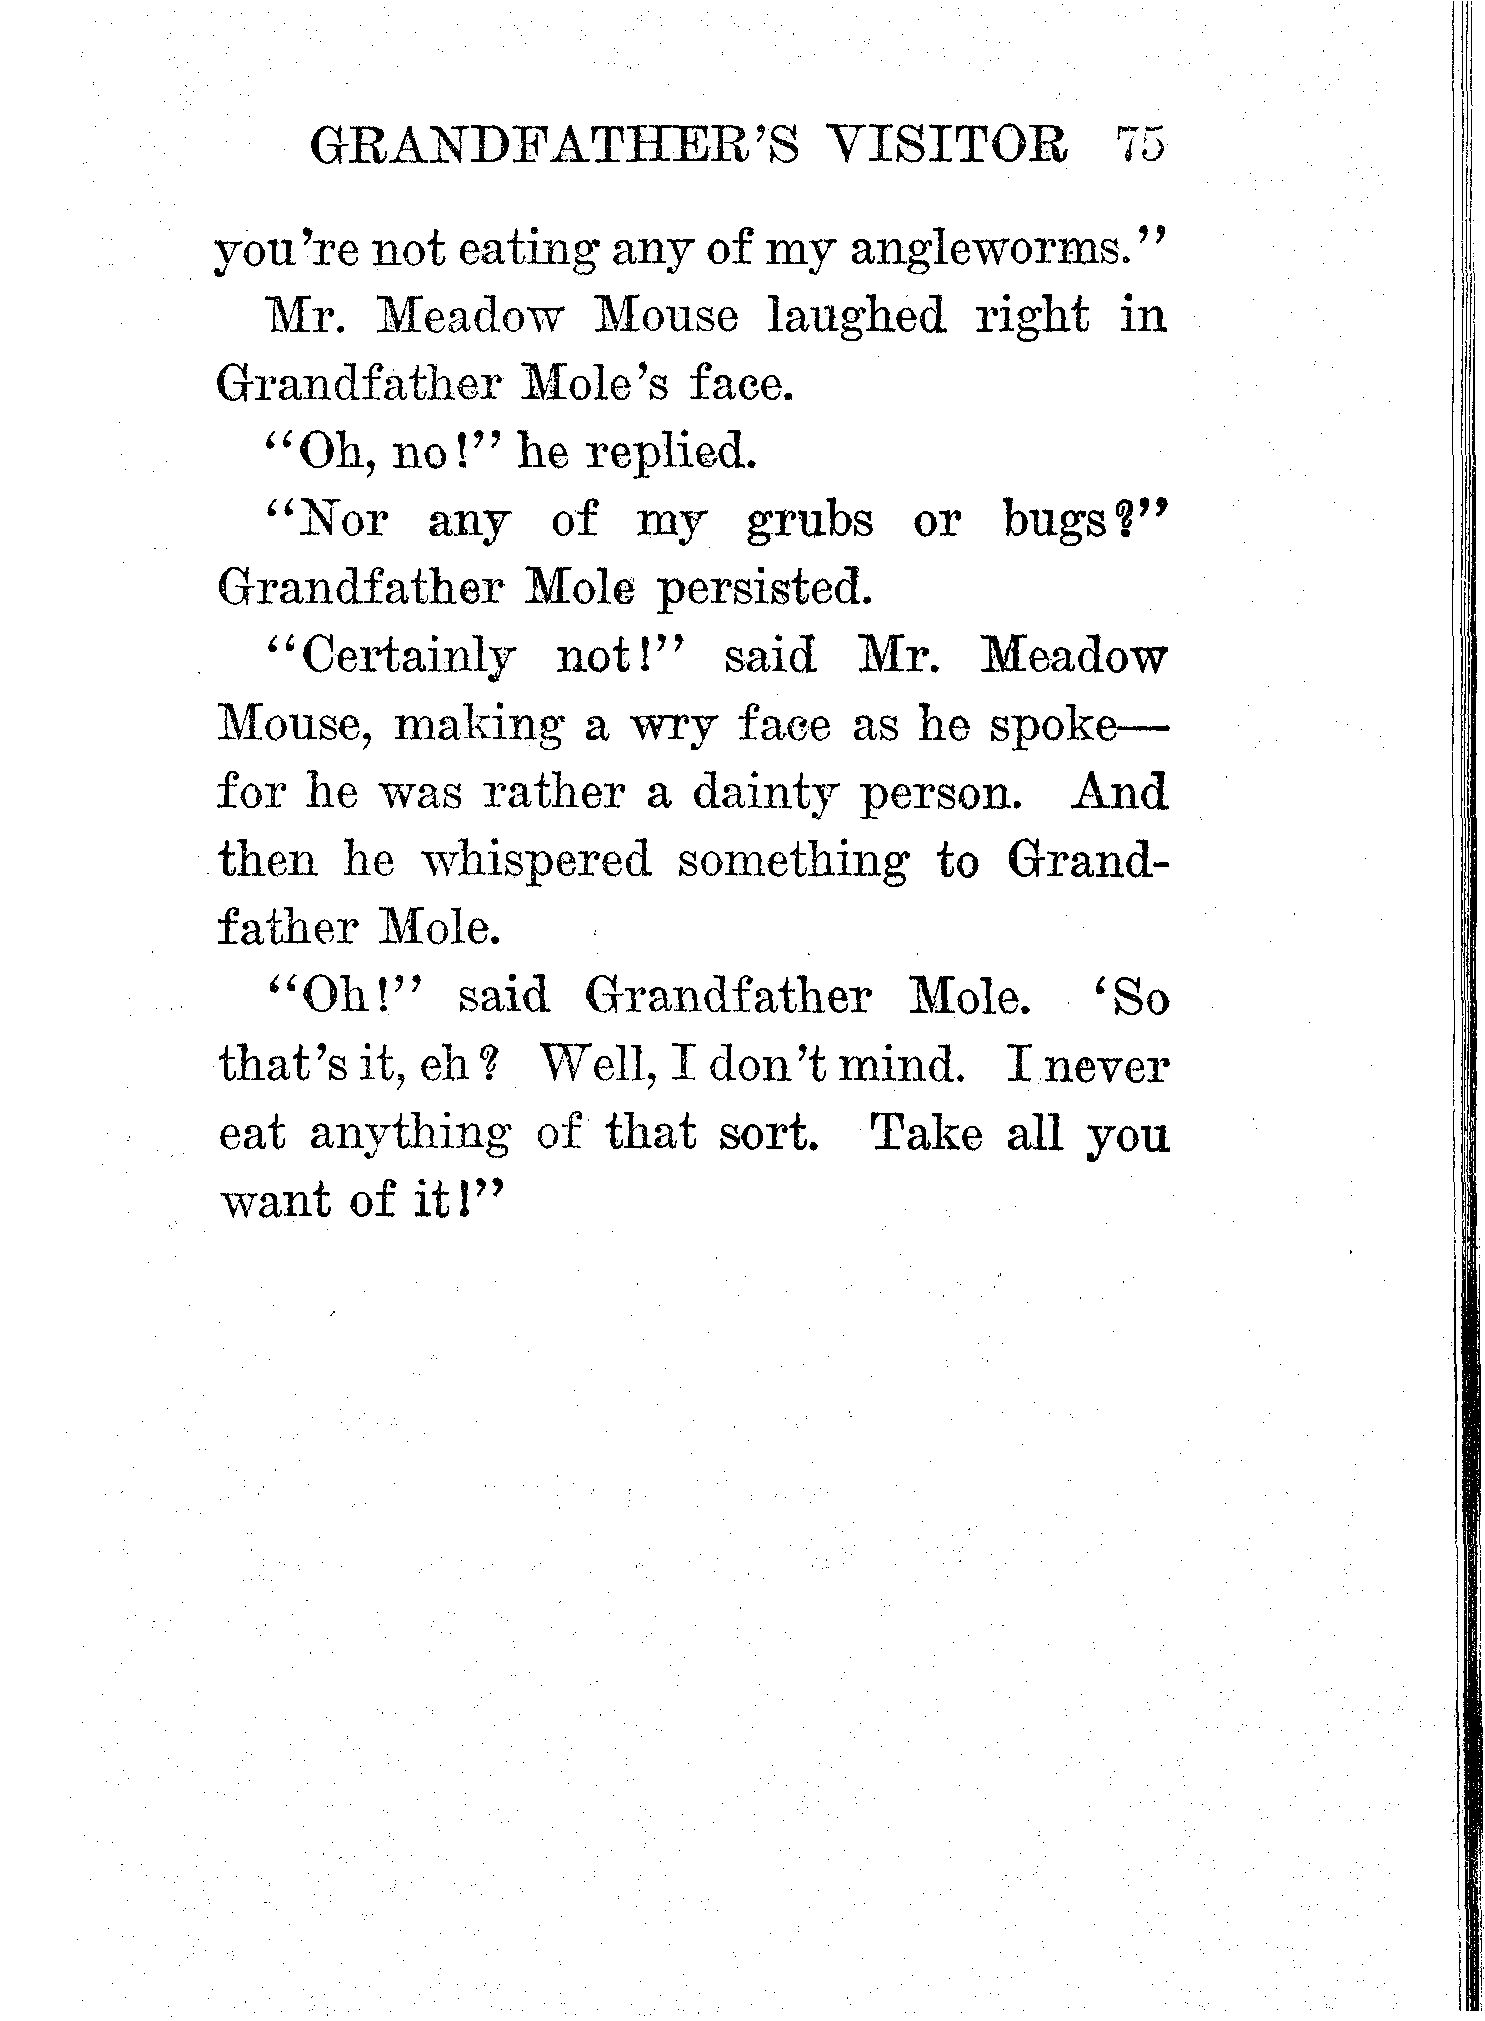 GRANDFATHER'S VISITOR 75
you're not eating any of my angleworms."
Mr. Meadow Mouse laughed right in
Grandfather Mole's face.
"Oh, no!" he replied.
"Nor any of my grubs or bugs?"
Grandfather Mole persisted.
"Certainly not!" said Mr. Meadow
Mouse, making a wry face as he spoke—
for he was rather a dainty person. And
then he whispered something to Grand-
father Mole.
"Oh!" said Grandfather Mole. 'So
that's it, eh? Well, I don't mind. I never
eat anything of that sort. Take all you
want of it!"